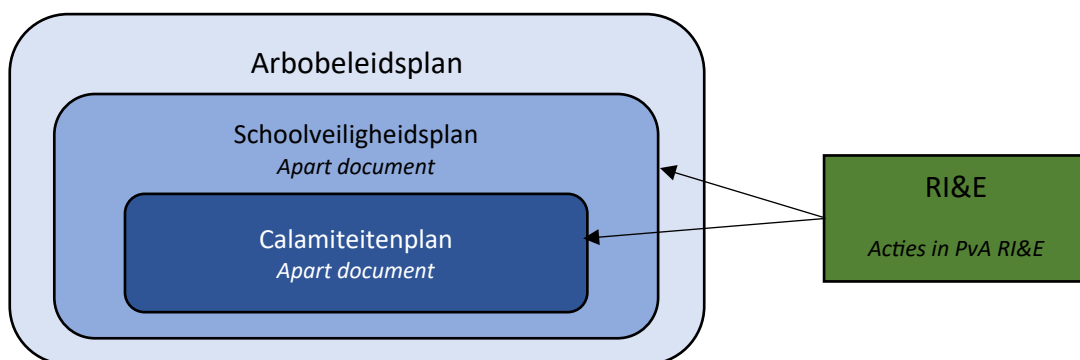 Arbobeleidsplan
Schoolveiligheidsplan
Apart document
Calamiteitenplan
Apart document
RI&E
Acties in PvA RI&E